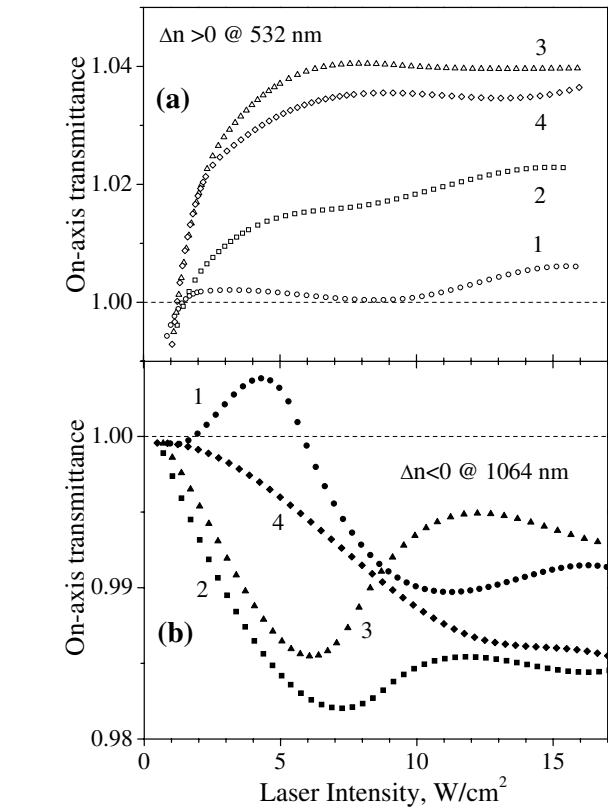 Δn >0 @ 532 nm
(a)
On-axis transmittance
1.04
1.02
1.00
3
4
2
1
On-axis transmittance
1.00
0.99
0.98
1
Δn<0 @ 1064 nm
4
2
3
(b)
0 5 10 15
Laser Intensity, W/cm²